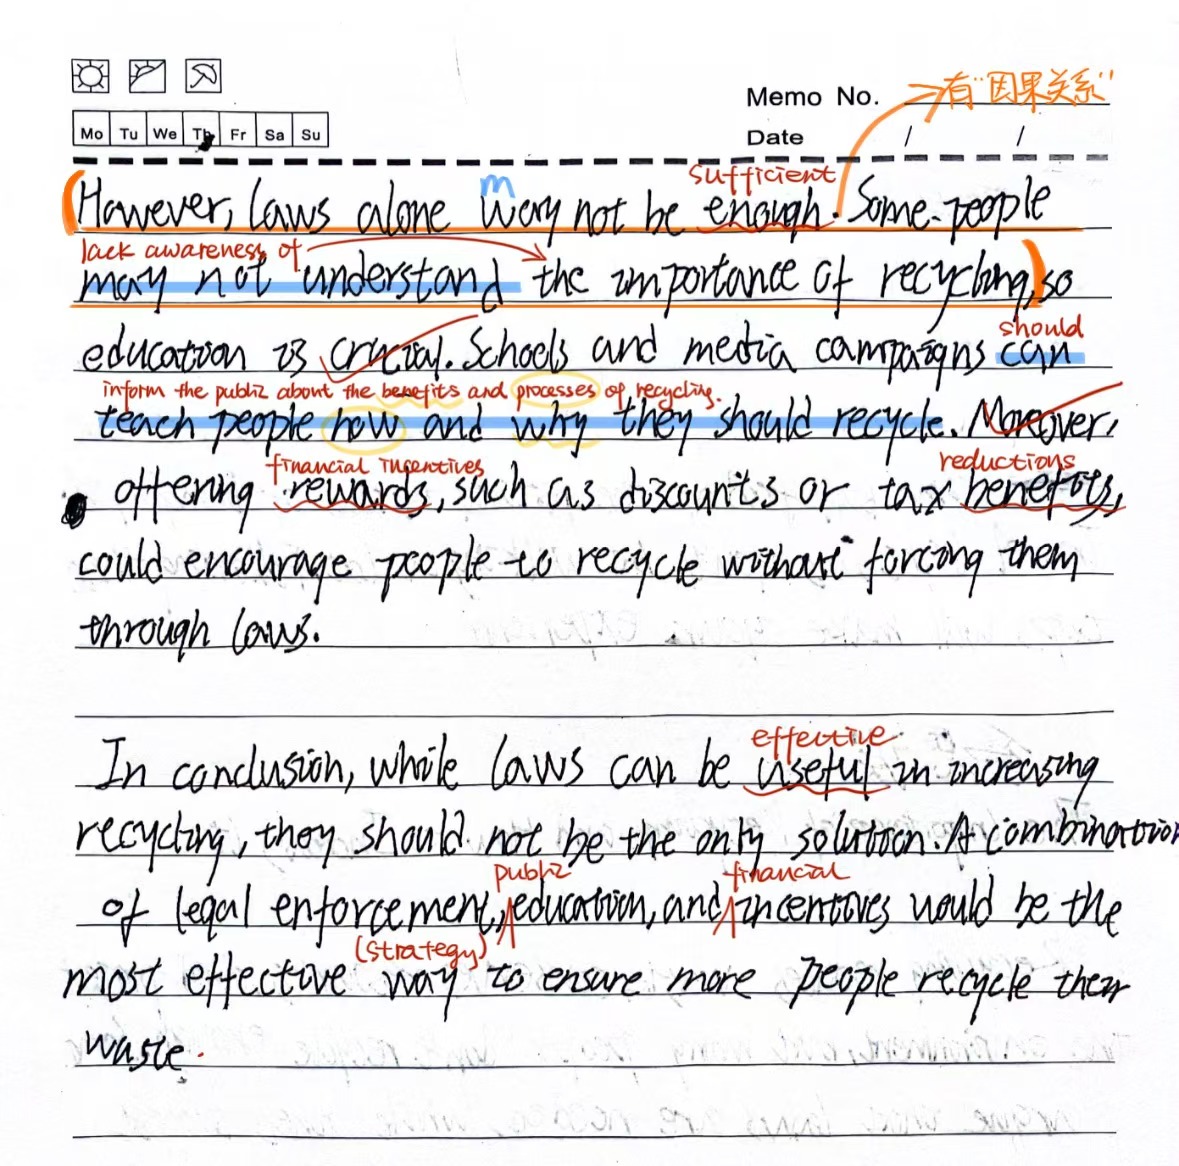 Memo No. 有"因果关系"
Mo Tu We Th Fr Sa Su
Date / /
sufficient
m
However, laws alone way not be enough. Some people
lack awareness of
may not understand the importance of recycling, so
should
education is crucial. Schools and media campaigns can
inform the public about the benefits and processes of recycling.
teach people how and why they should recycle. Moreover,
financial incentives reductions
offering rewards, such as discounts or tax benefits,
could encourage people to recycle without forcing them
through laws.
effective
In conclusion, while laws can be useful in increasing
recycling, they should not be the only solution. A combination
public financial
of legal enforcement, education, and incentives would be the
(strategy)
most effective way to ensure more people recycle their
waste.